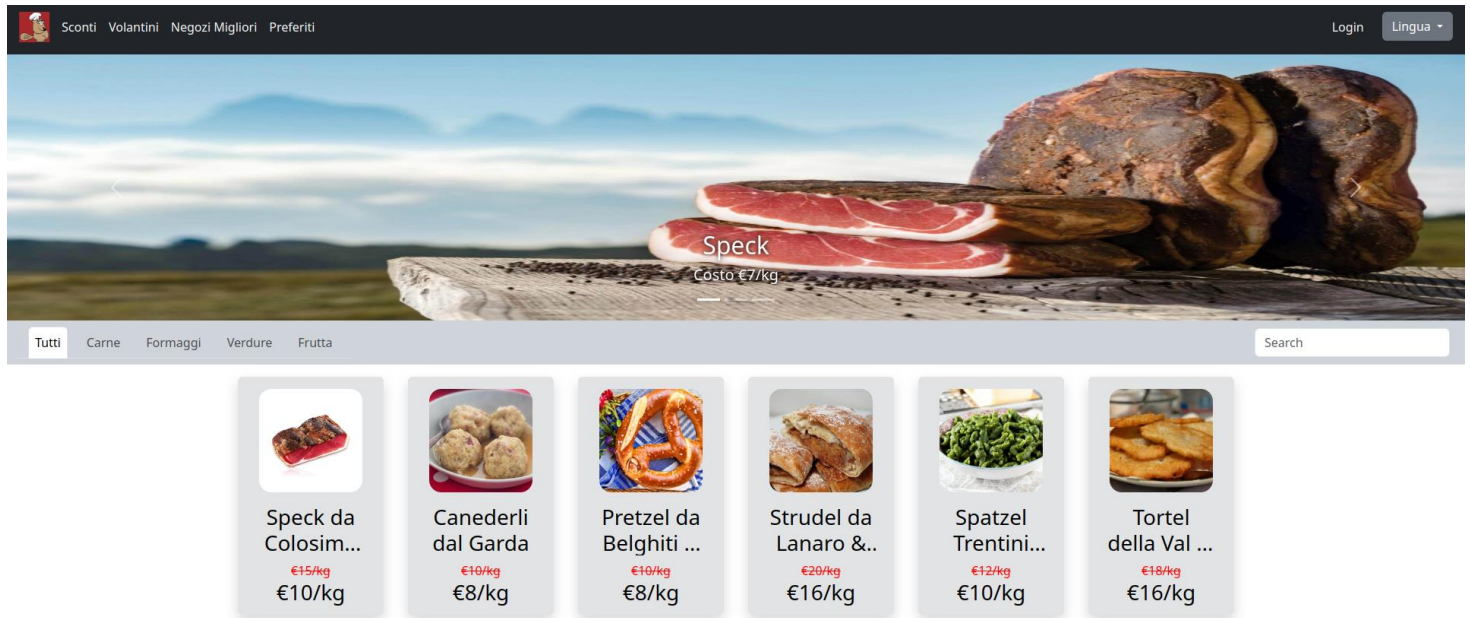 Sconti Volantini Negozi Migliori Preferiti Login Lingua
Speck
Costo €7/kg
Tutti Carne Formaggi Verdure Frutta Search
Speck da
Colosim...
€15/kg
€10/kg
Canederli
dal Garda
€10/kg
€8/kg
Pretzel da
Belghiti ...
€10/kg
€8/kg
Strudel da
Lanaro &..
€20/kg
€16/kg
Spatzel
Trentini...
€12/kg
€10/kg
Tortel
della Val ...
€18/kg
€16/kg